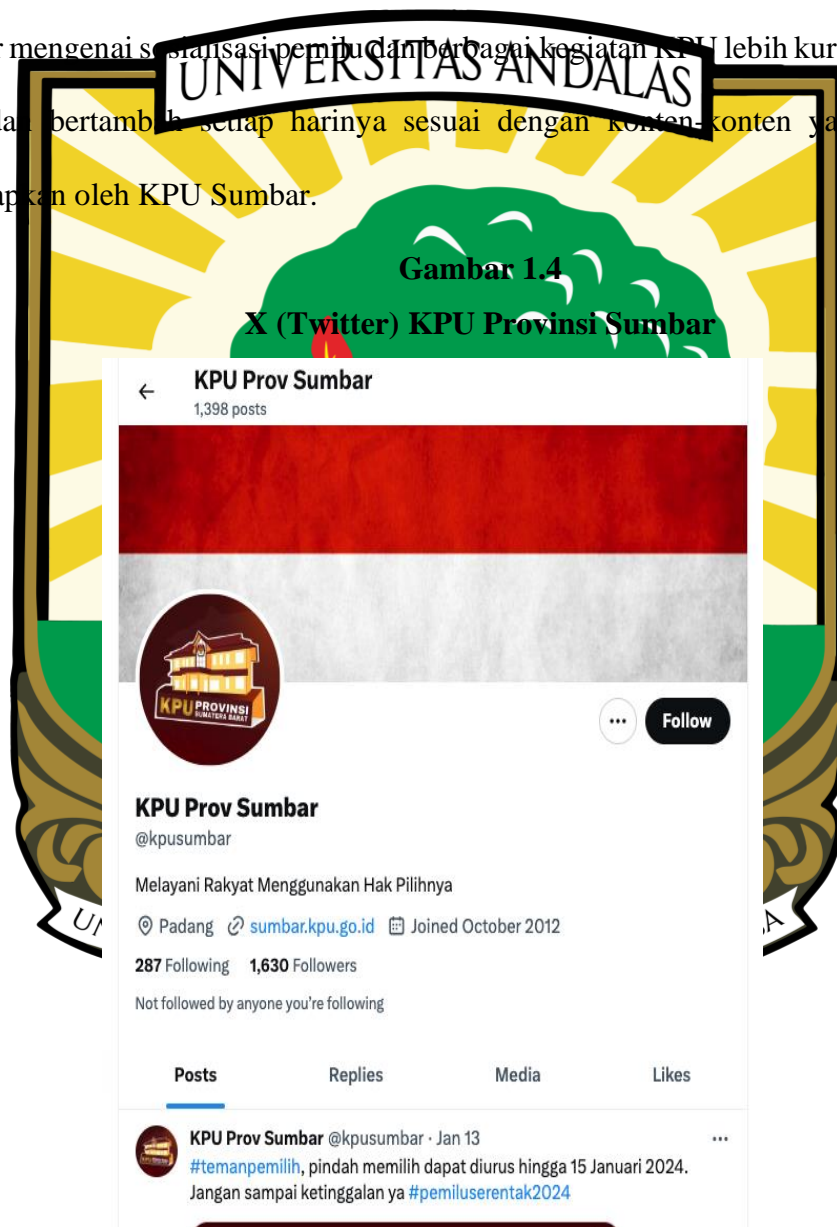 mengenai sosialisasi pemilu dan berbagai kegiatan KPU lebih
UNIVERSITAS ANDALAS
bertambah setiap harinya sesuai dengan konten-konten
oleh KPU Sumbar.
Gambar 1.4
X (Twitter) KPU Provinsi Sumbar
KPU Prov Sumbar
1,398 posts
KPU PROVINSI
SUMATERA BARAT
Follow
KPU Prov Sumbar
@kpusumbar
Melayani Rakyat Menggunakan Hak Pilihnya
Padang sumbar.kpu.go.id Joined October 2012
287 Following 1,630 Followers
Not followed by anyone you're following
Posts Replies Media Likes
KPU Prov Sumbar @kpusumbar · Jan 13
#temanpemilih, pindah memilih dapat diurus hingga 15 Januari 2024.
Jangan sampai ketinggalan ya #pemiluserentak2024